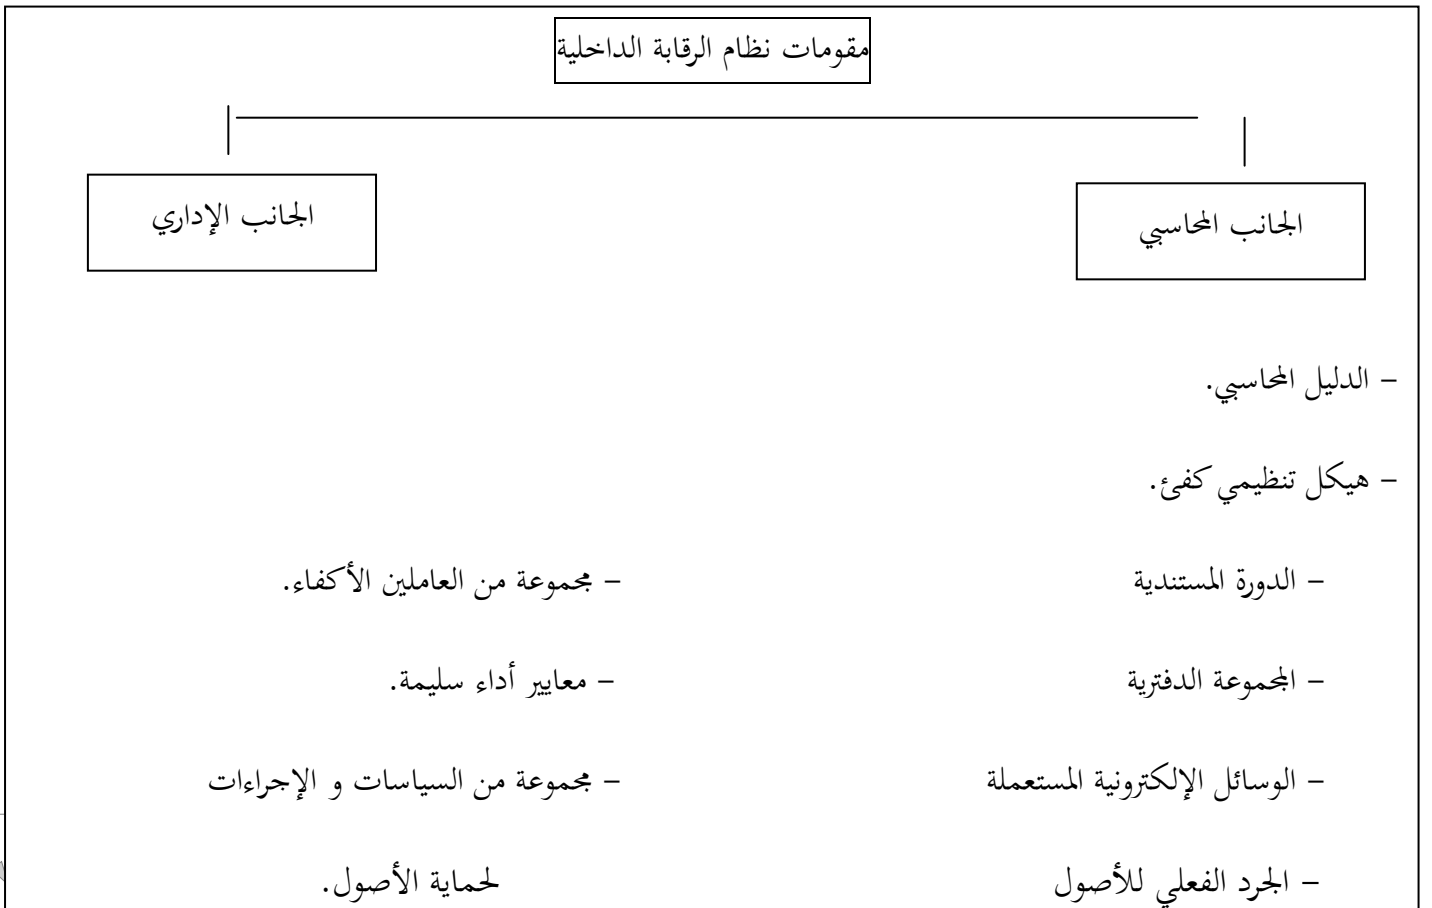 مقومات نظام الرقابة الداخلية
الجانب المحاسبي
الجانب الإداري
– الدليل المحاسبي.
– هيكل تنظيمي كفئ.
– الدورة المستندية – مجموعة من العاملين الأكفاء.
– المجموعة الدفترية – معايير أداء سليمة.
– الوسائل الإلكترونية المستعملة – مجموعة من السياسات و الإجراءات
– الجرد الفعلي للأصول لحماية الأصول.